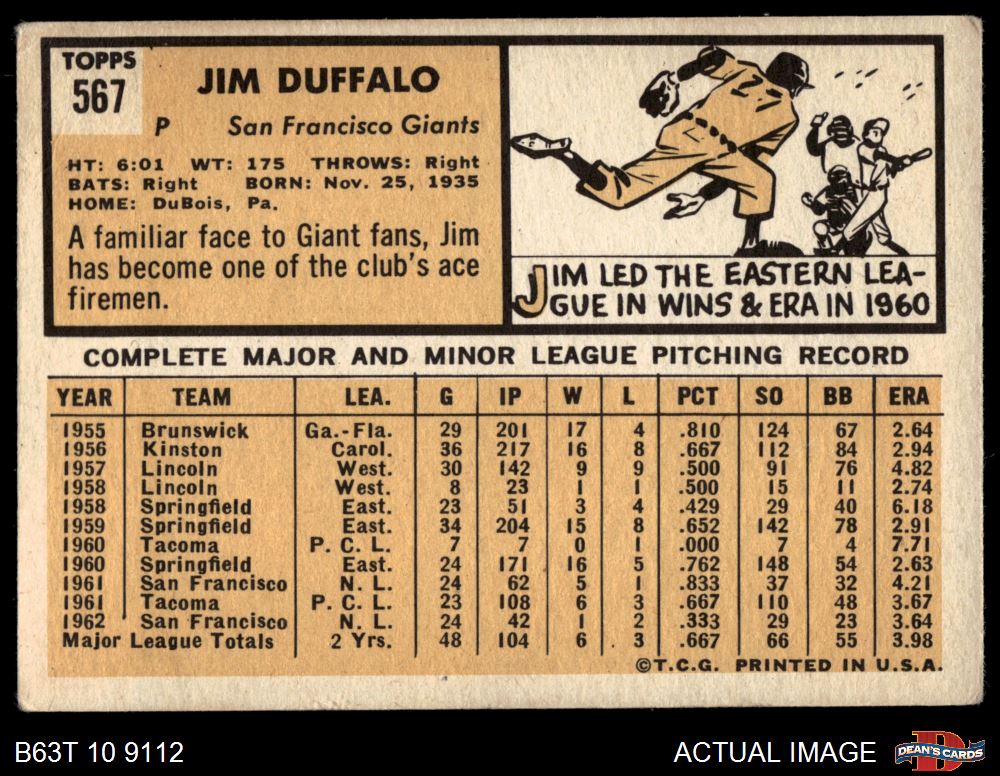 TOPPS
567
JIM DUFFALO
P San Francisco Giants
HT: 6:01 WT: 175 THROWS: Right
BATS: Right BORN: Nov. 25, 1935
HOME: DuBois, Pa.
A familiar face to Giant fans, Jim
has become one of the club's ace
firemen.
JIM LED THE EASTERN LEA-
GUE IN WINS & ERA IN 1960
COMPLETE MAJOR AND MINOR LEAGUE PITCHING RECORD
YEAR TEAM LEA. G IP W L PCT SO BB ERA
1955 Brunswick Ga.-Fla. 29 201 17 4 .810 124 67 2.64
1956 Kinston Carol. 36 217 16 8 .667 112 84 2.94
1957 Lincoln West. 30 142 9 9 .500 91 76 4.82
1958 Lincoln West. 8 23 1 1 .500 15 11 2.74
1958 Springfield East. 23 51 3 4 .429 29 40 6.18
1959 Springfield East. 34 204 15 8 .652 142 78 2.91
1960 Tacoma P. C. L. 7 7 0 1 .000 7 4 7.71
1960 Springfield East. 24 171 16 5 .762 148 54 2.63
1961 San Francisco N. L. 24 62 5 1 .833 37 32 4.21
1961 Tacoma P. C. L. 23 108 6 3 .667 110 48 3.67
1962 San Francisco N. L. 24 42 1 2 .333 29 23 3.64
Major League Totals 2 Yrs. 48 104 6 3 .667 66 55 3.98
©T.C.G. PRINTED IN U.S.A.
B63T 10 9112
ACTUAL IMAGE
DEAN'S CARDS